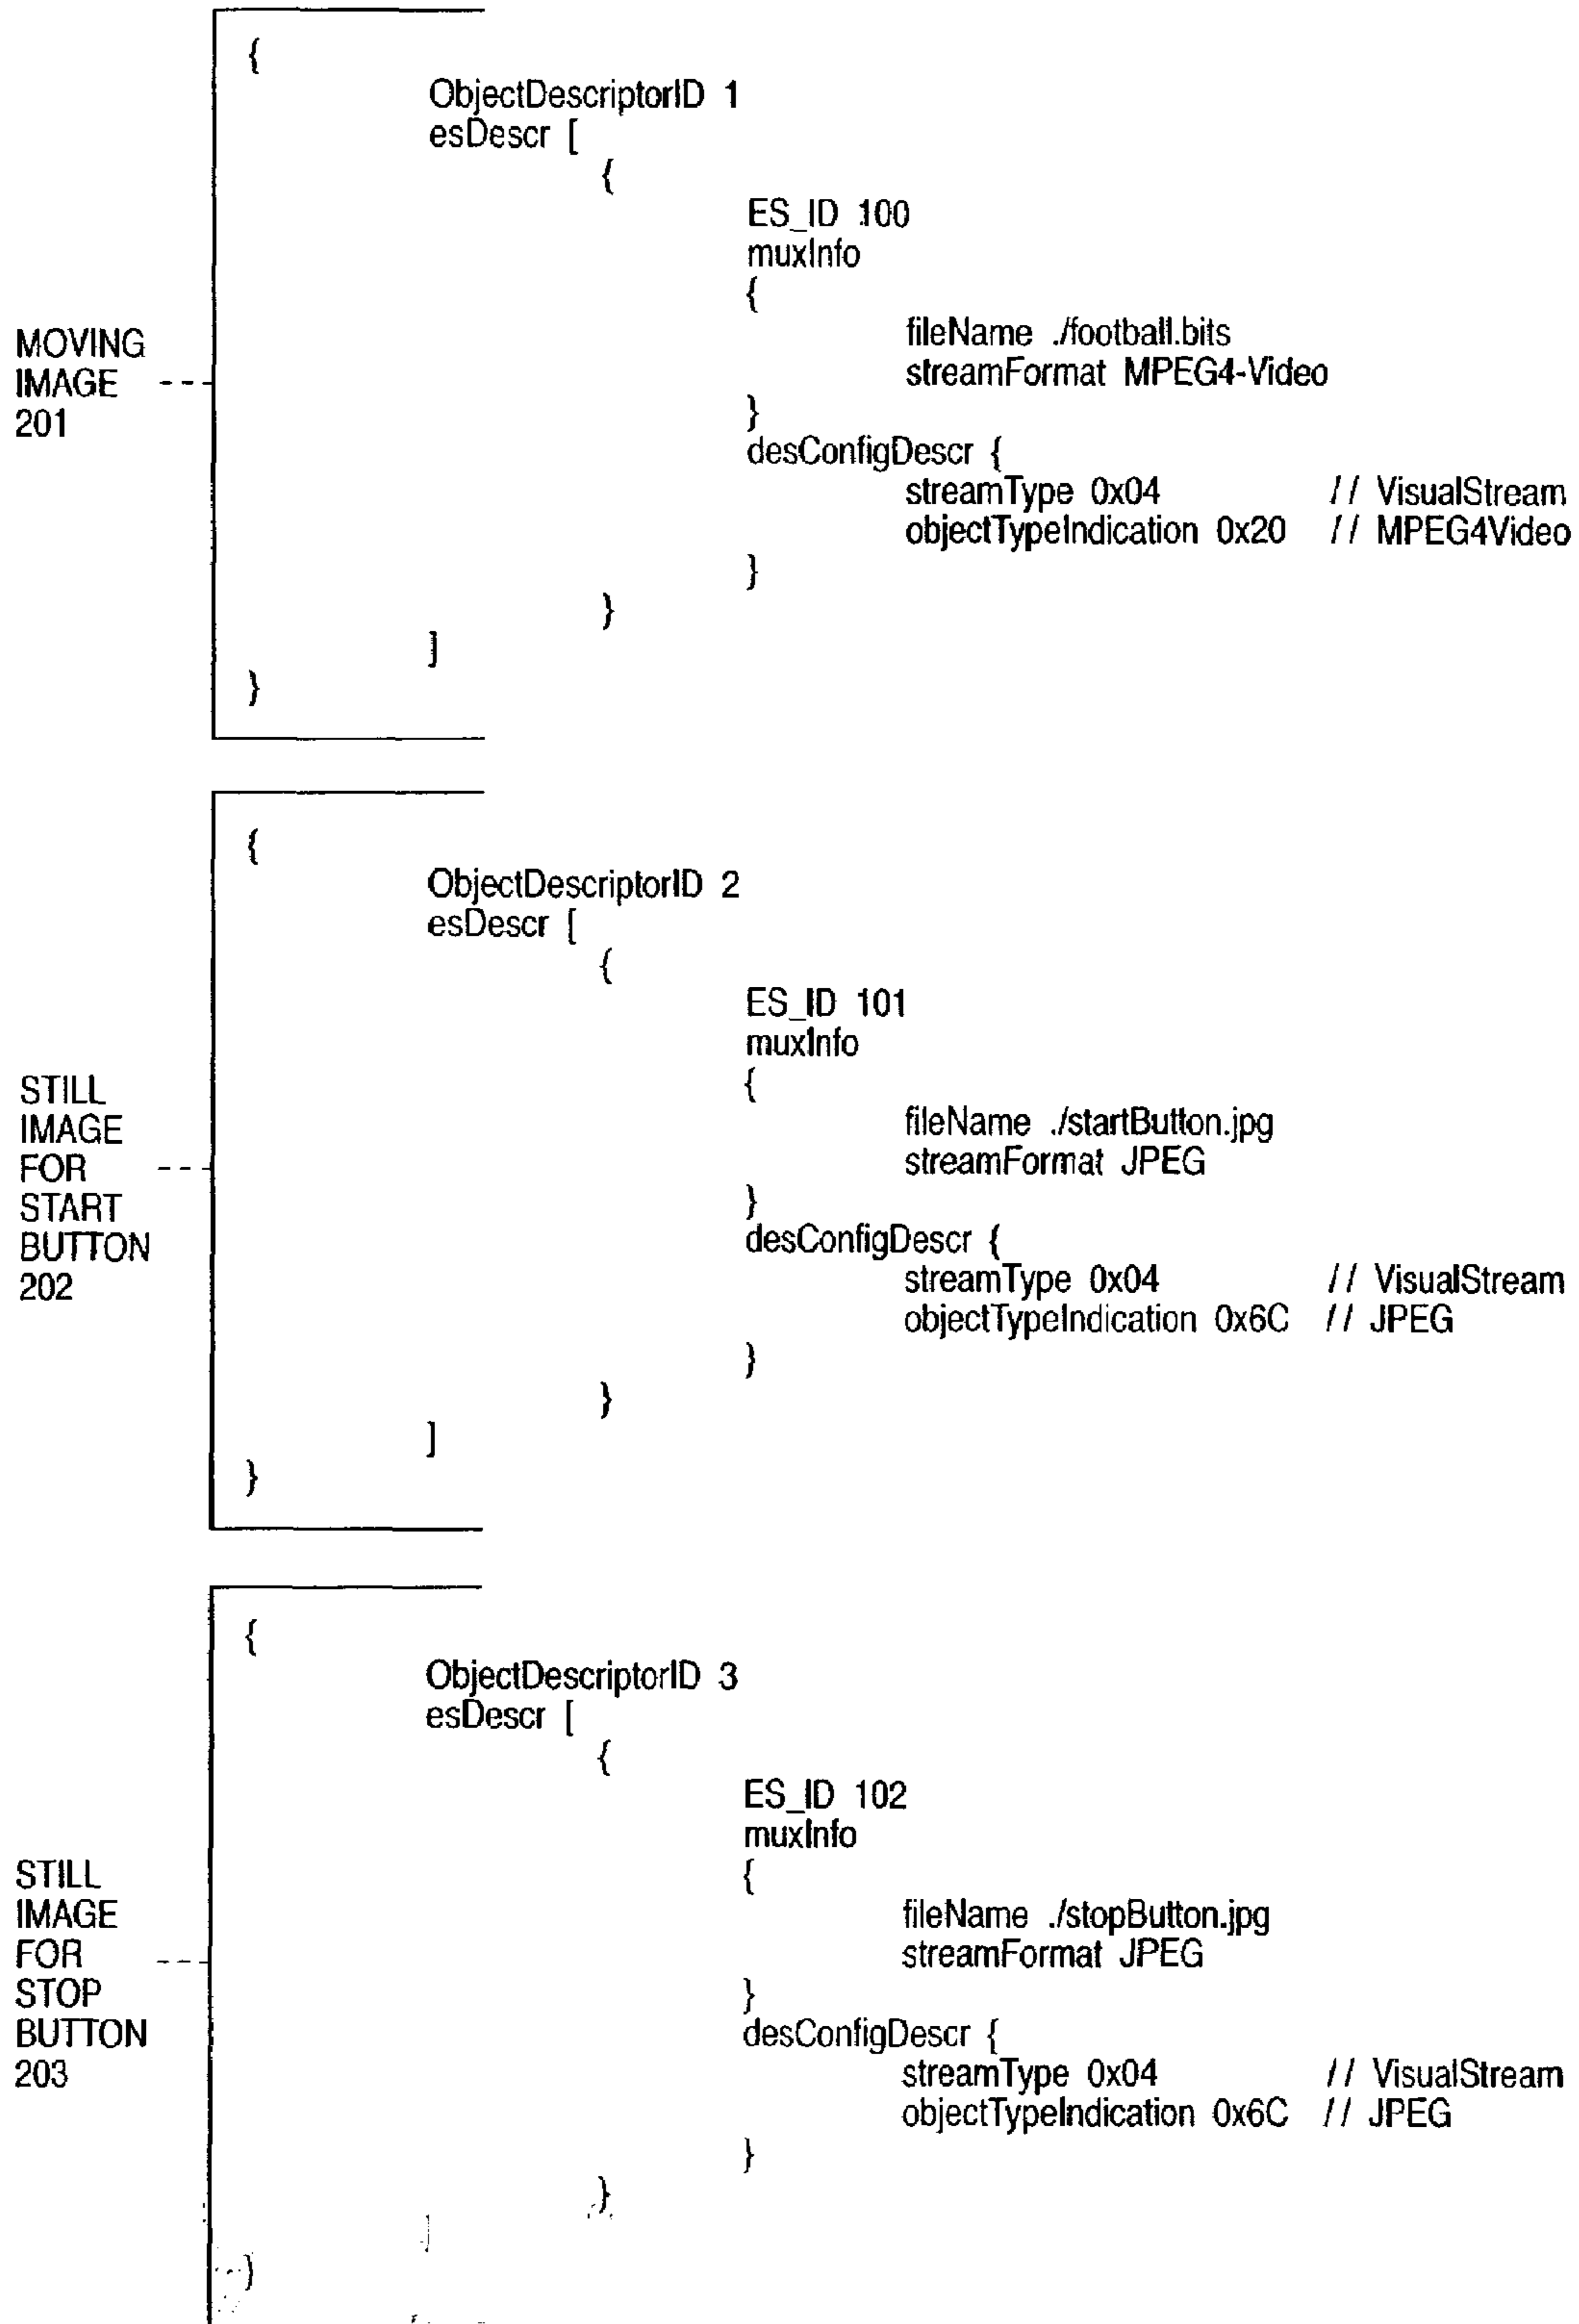 {
ObjectDescriptorID 1
esDescr [
{
ES_ID 100
muxInfo
{
fileName ./football.bits
streamFormat MPEG4-Video
}
desConfigDescr {
streamType 0x04 // VisualStream
objectTypeIndication 0x20 // MPEG4Video
}
}
]
}
MOVING
IMAGE
201
{
ObjectDescriptorID 2
esDescr [
{
ES_ID 101
muxInfo
{
fileName ./startButton.jpg
streamFormat JPEG
}
desConfigDescr {
streamType 0x04 // VisualStream
objectTypeIndication 0x6C // JPEG
}
}
]
}
STILL
IMAGE
FOR
START
BUTTON
202
{
ObjectDescriptorID 3
esDescr [
{
ES_ID 102
muxInfo
{
fileName ./stopButton.jpg
streamFormat JPEG
}
desConfigDescr {
streamType 0x04 // VisualStream
objectTypeIndication 0x6C // JPEG
}
}
]
}
STILL
IMAGE
FOR
STOP
BUTTON
203